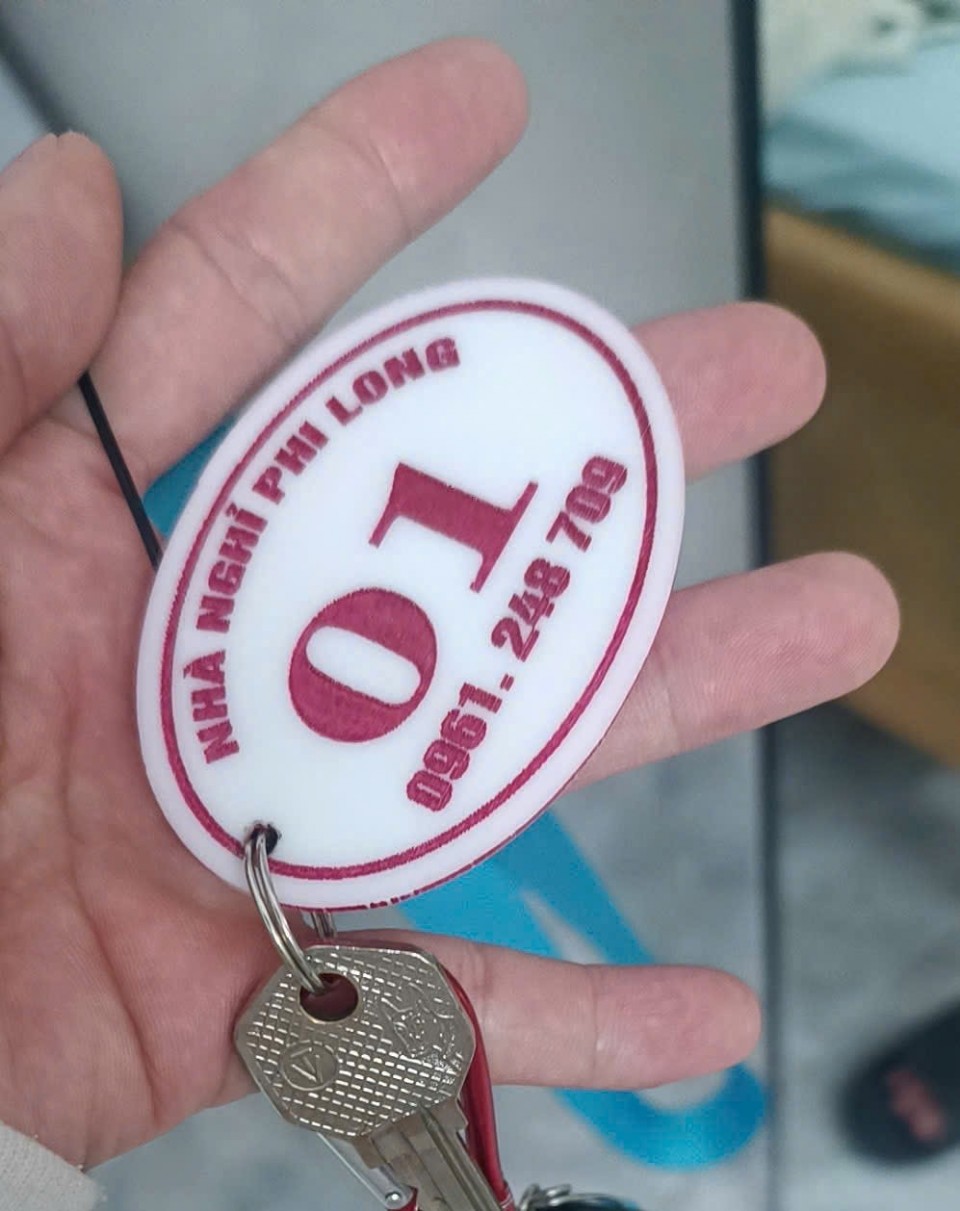 NHÀ NGHỈ PHI LONG
01
0961. 248 709